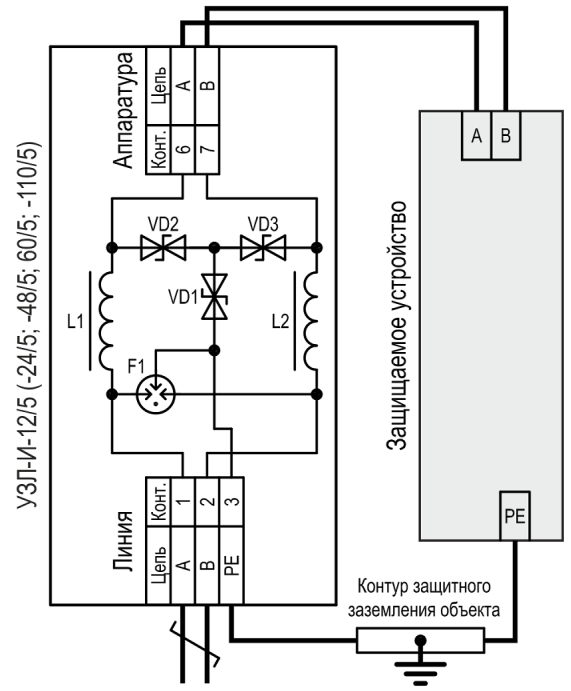 УЗЛ-И-12/5 (-24/5; -48/5; 60/5; -110/5)
Аппаратура
Цепь A B
Конт. 6 7
VD2 VD3
VD1
L1 L2
F1
Линия
Конт. 1 2 3
Цепь A B PE
A B
Защищаемое устройство
PE
Контур защитного
заземления объекта